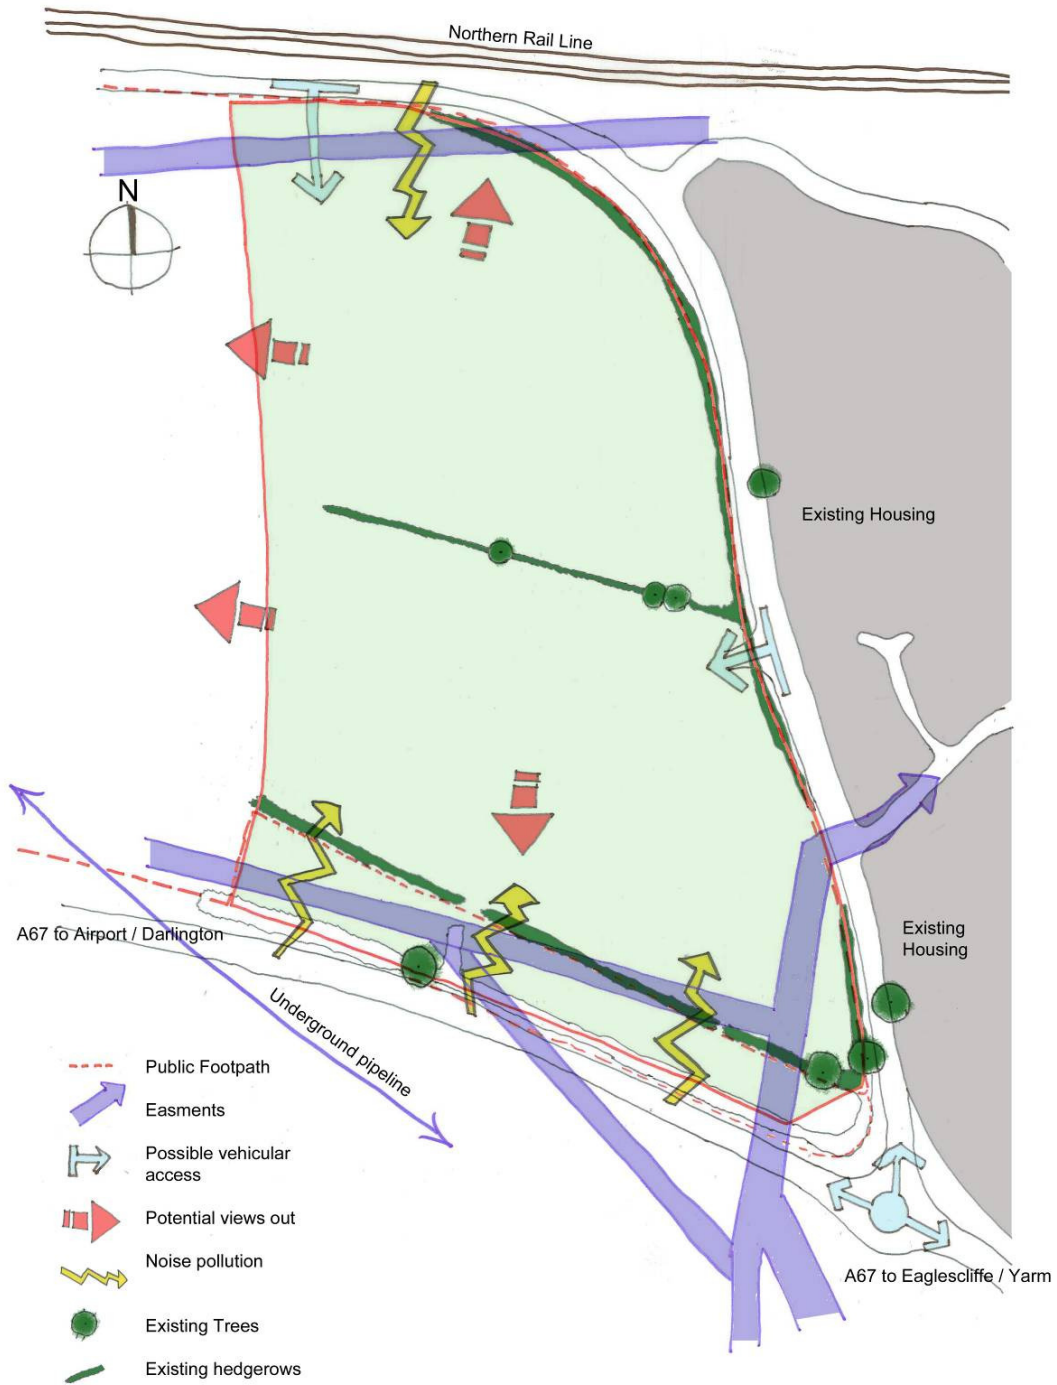 Northern Rail Line
N
Existing Housing
Existing
Housing
A67 to Airport / Darlington
Underground pipeline
Public Footpath
Easments
Possible vehicular
access
Potential views out
Noise pollution
Existing Trees
Existing hedgerows
A67 to Eaglescliffe / Yarm